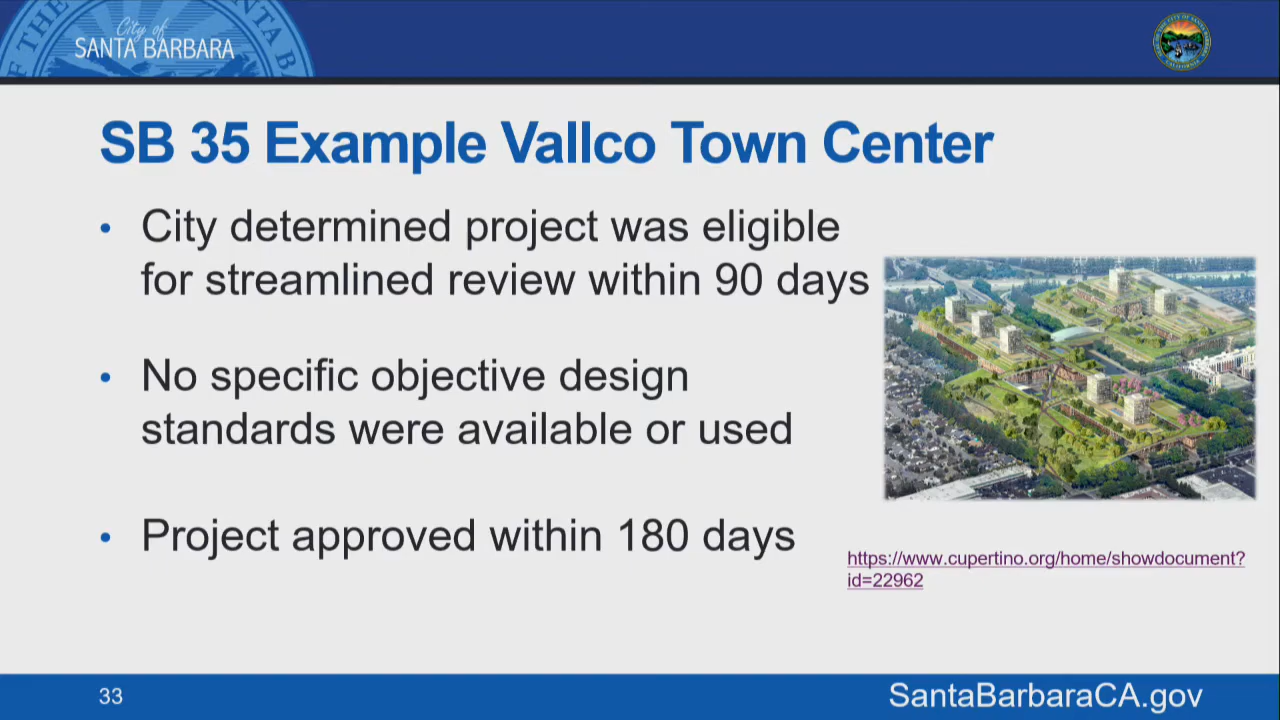 City of
SANTA BARBARA
SB 35 Example Vallco Town Center
• City determined project was eligible
for streamlined review within 90 days
• No specific objective design
standards were available or used
• Project approved within 180 days
https://www.cupertino.org/home/showdocument?
id=22962
33
SantaBarbaraCA.gov